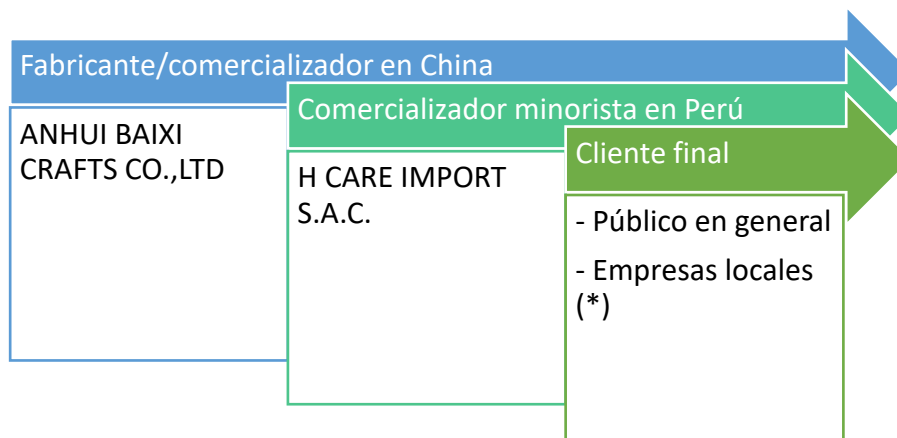 Fabricante/comercializador en China
ANHUI BAIXI
CRAFTS CO.,LTD
Comercializador minorista en Perú
H CARE IMPORT
S.A.C.
Cliente final
- Público en general
- Empresas locales
(*)